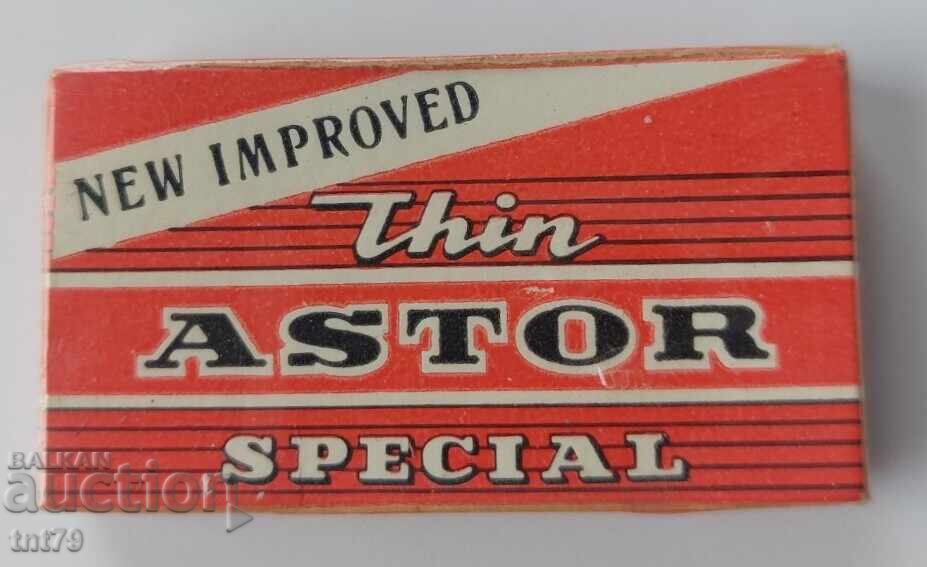 NEW IMPROVED
Thin
ASTOR
SPECIAL
BALKAN
auction
tnt79